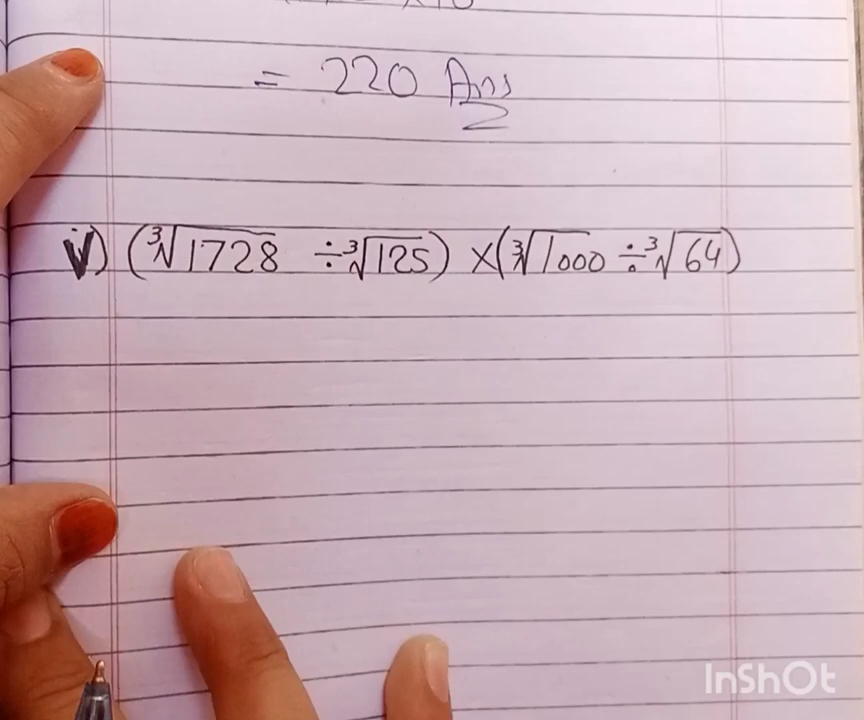 = 220 Ans
v) (∛1728 ÷ ∛125) × (∛1000 ÷ ∛64)
InShOt